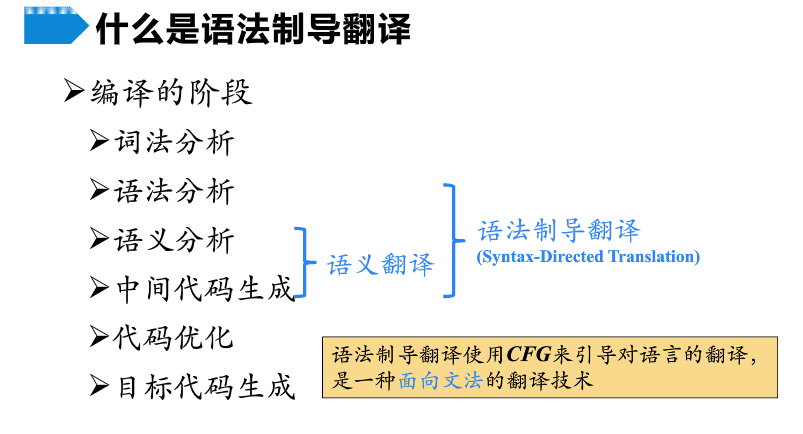 什么是语法制导翻译
编译的阶段
词法分析
语法分析
语义分析
中间代码生成
代码优化
目标代码生成
语义翻译
语法制导翻译
(Syntax-Directed Translation)
语法制导翻译使用CFG来引导对语言的翻译，
是一种面向文法的翻译技术